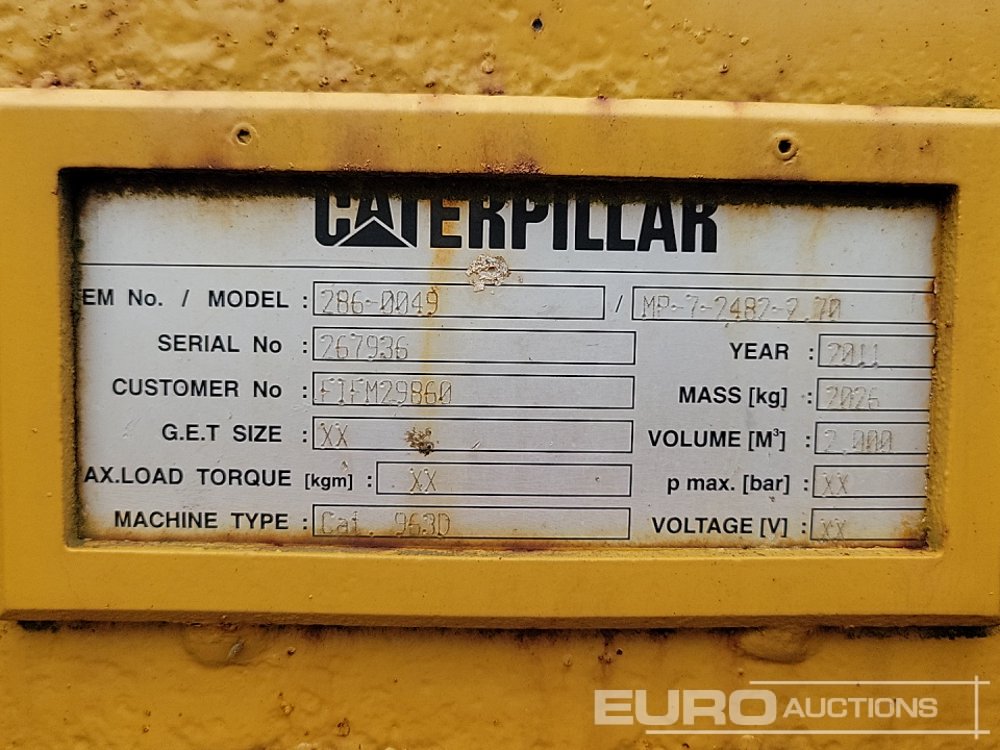 CATERPILLAR
EM No. / MODEL : 286-0049 / MP-7-2482-2.70
SERIAL No : 267936 YEAR : 2011
CUSTOMER No : F1FM29860 MASS [kg] : 2026
G.E.T SIZE : XX VOLUME [M³] : 2.000
AX.LOAD TORQUE [kgm] : XX p max. [bar] : XX
MACHINE TYPE : Cat. 963D VOLTAGE [V] : XX
EURO AUCTIONS